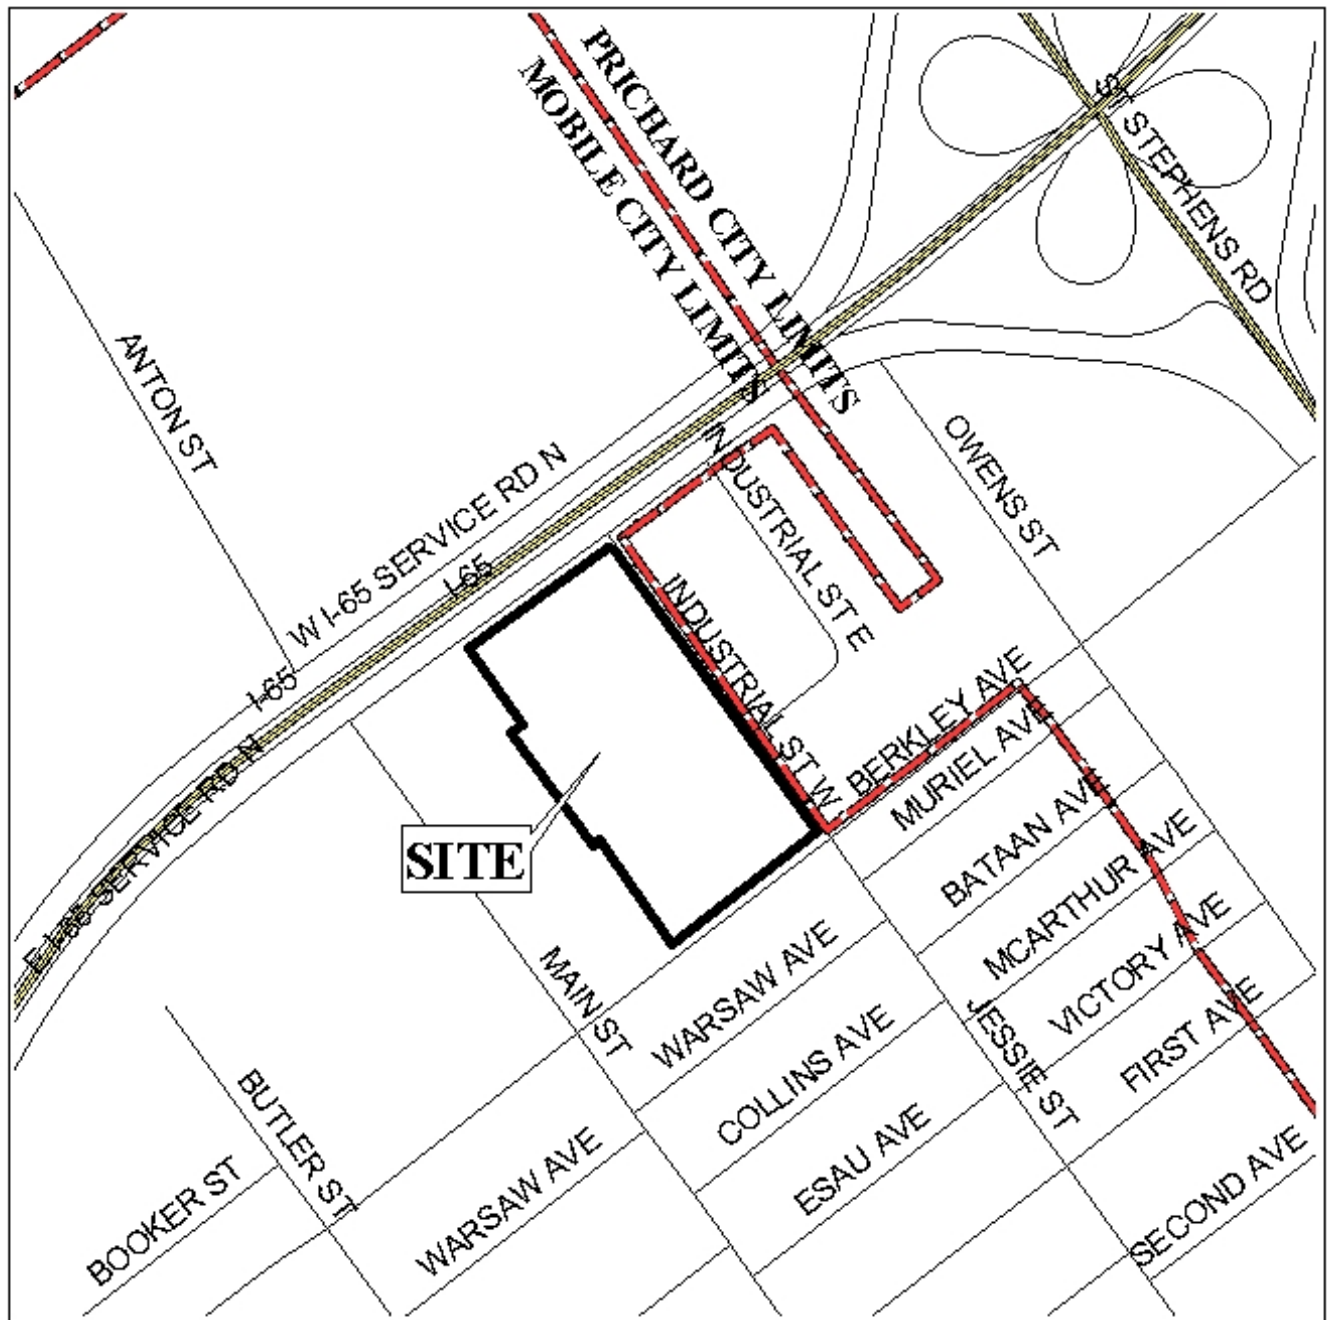 PRICHARD CITY LIMITS
MOBILE CITY LIMITS
ST STEPHENS RD
ANTON ST
W I-65 SERVICE RD N
I-65
I-65
E I-65 SERVICE RD N
INDUSTRIAL ST E
OWENS ST
INDUSTRIAL ST W
BERKLEY AVE
MURIEL AVE
BATAAN AVE
MCARTHUR AVE
VICTORY AVE
FIRST AVE
SECOND AVE
SITE
MAIN ST
WARSAW AVE
COLLINS AVE
ESAU AVE
JESSIE ST
BUTLER ST
BOOKER ST
WARSAW AVE